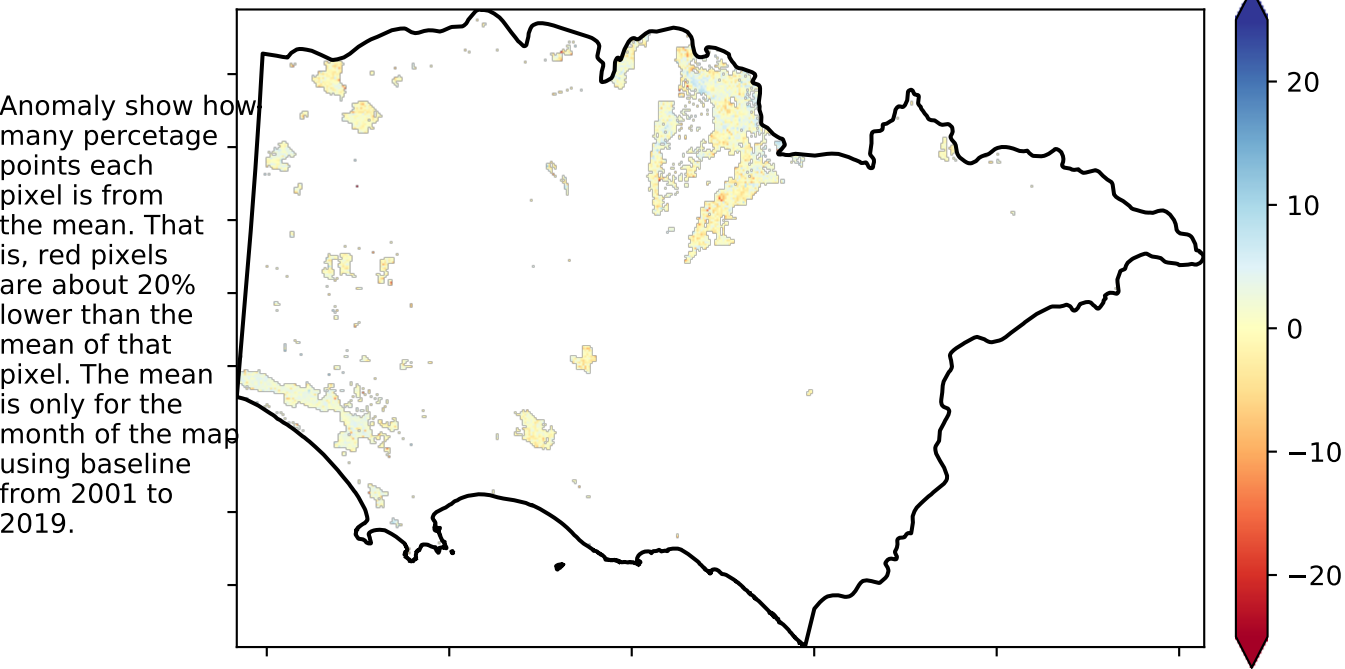 Anomaly show how
many percetage
points each
pixel is from
the mean. That
is, red pixels
are about 20%
lower than the
mean of that
pixel. The mean
is only for the
month of the map
using baseline
from 2001 to
2019.
20
10
0
−10
−20